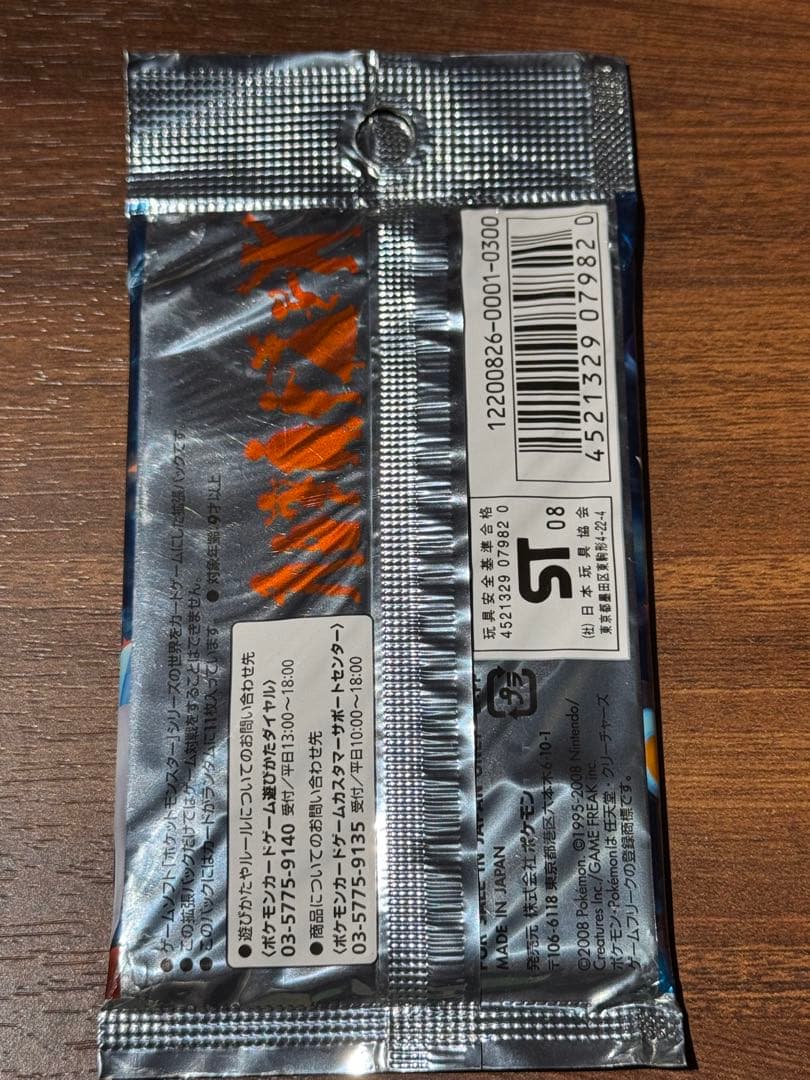 ●ゲームソフト「ポケットモンスター」シリーズの世界をカードゲームにした拡張パックです。
●この拡張パックだけではゲーム対戦をすることはできません。 ●対象年齢 9才以上
●このパックにはカードがランダムに11枚入っています。
●遊びかたやルールについてのお問い合わせ先
〈ポケモンカードゲーム遊びかたダイヤル〉
03-5775-9140 受付/平日13:00〜18:00
●商品についてのお問い合わせ先
〈ポケモンカードゲームカスタマーサポートセンター〉
03-5775-9135 受付/平日10:00〜18:00
12200826-0001-0300
4521329 07982 0
玩具安全基準合格
4521329 07982 0
ST 08
(社)日本玩具協会
東京都墨田区東駒形4-22-4
プラ
FOR SALE IN JAPAN ONLY
MADE IN JAPAN
発売元 株式会社ポケモン
〒106-6118 東京都港区六本木6-10-1
©2008 Pokémon. ©1995-2008 Nintendo/
Creatures Inc./GAME FREAK inc.
ポケモン・Pokémonは 任天堂・クリーチャーズ
ゲームフリークの登録商標です。